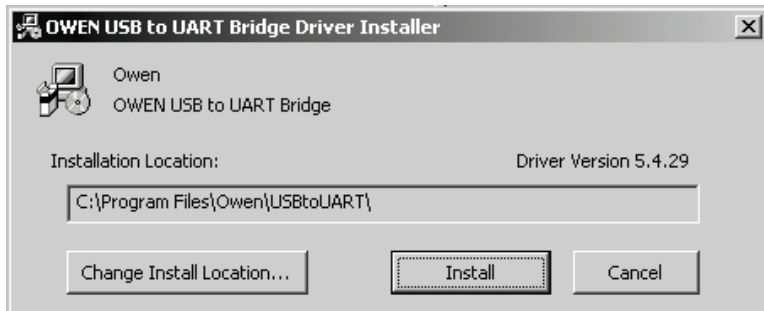 OWEN USB to UART Bridge Driver Installer
Owen
OWEN USB to UART Bridge
Installation Location: Driver Version 5.4.29
C:\Program Files\Owen\USBtoUART\
Change Install Location... Install Cancel